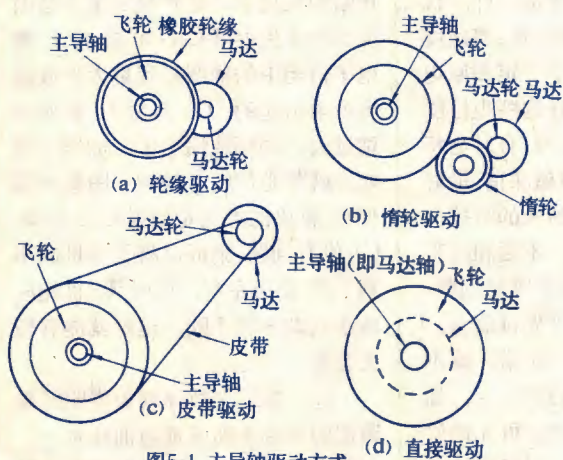 飞轮 橡胶轮缘
主导轴
马达
马达轮
(a) 轮缘驱动
主导轴
飞轮
马达轮 马达
惰轮
(b) 惰轮驱动
马达轮
飞轮
马达
皮带
主导轴
(c) 皮带驱动
主导轴(即马达轴) 飞轮
马达
(d) 直接驱动